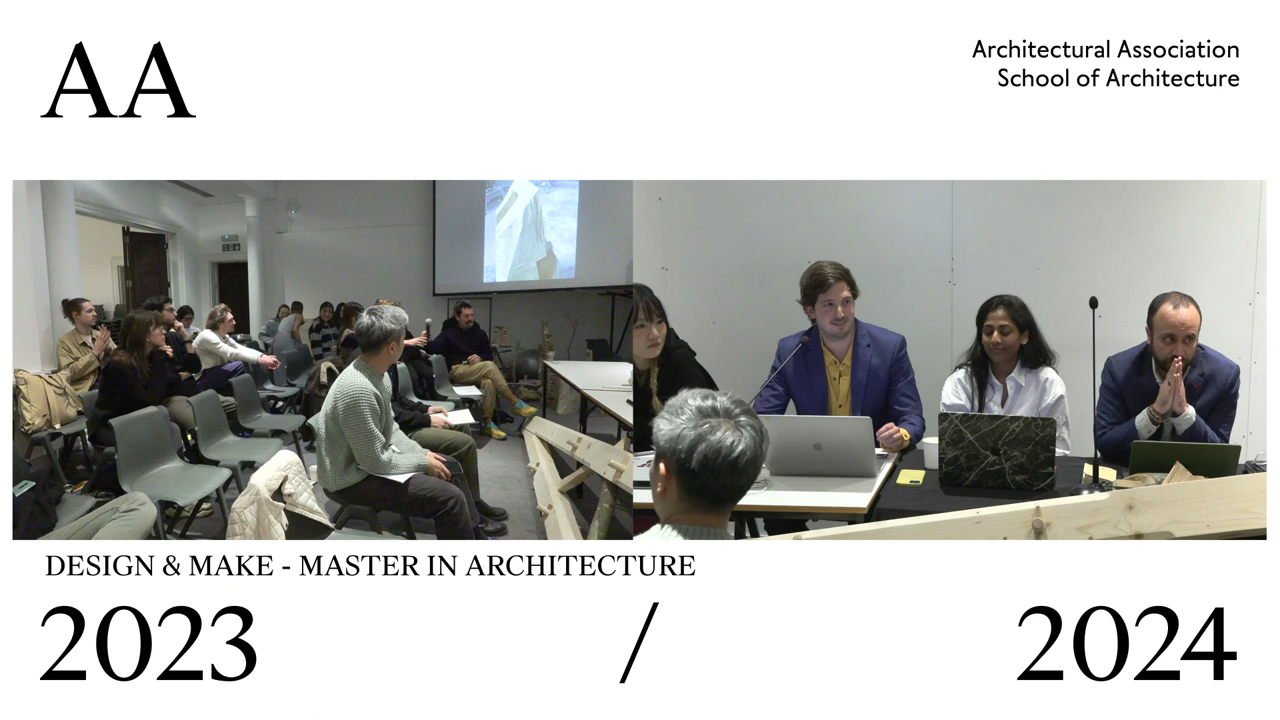 AA
Architectural Association
School of Architecture
DESIGN & MAKE - MASTER IN ARCHITECTURE
2023 / 2024